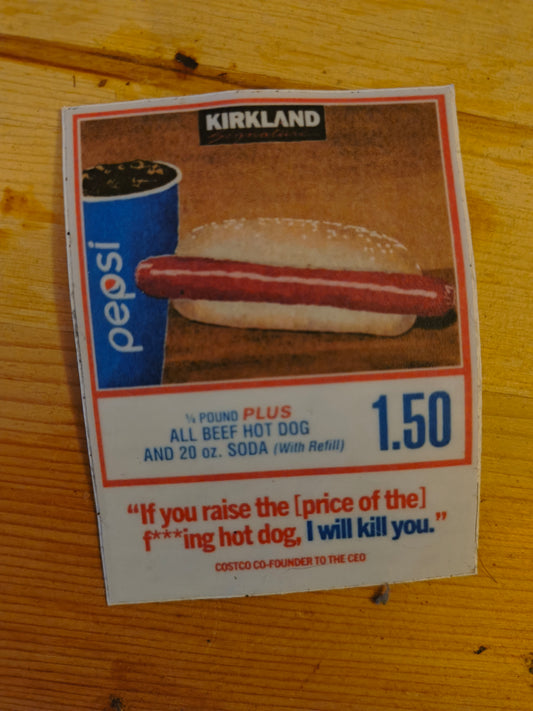 KIRKLAND
Signature
pepsi
¼ POUND PLUS
ALL BEEF HOT DOG
AND 20 oz. SODA (With Refill)
1.50
“If you raise the [price of the]
f***ing hot dog, I will kill you.”
COSTCO CO-FOUNDER TO THE CEO